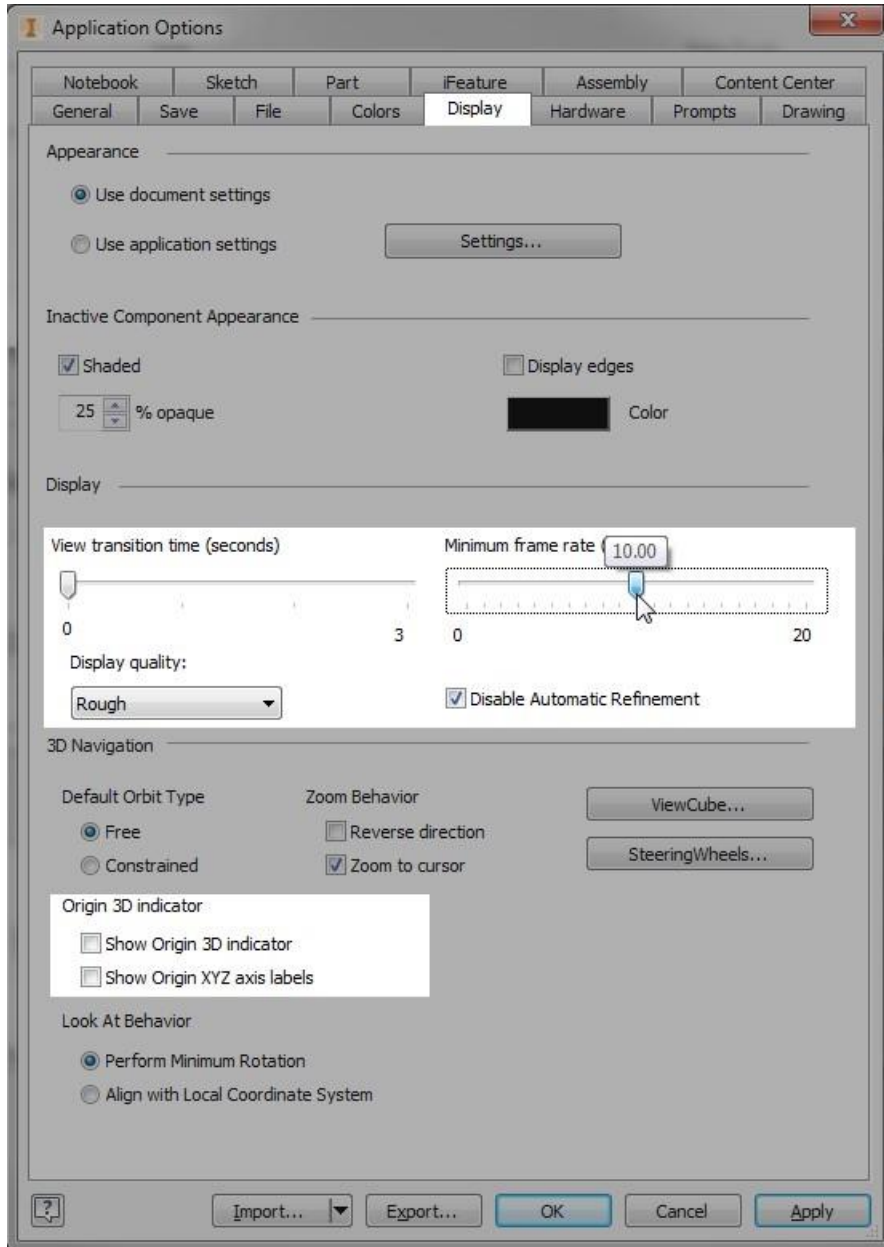 Application Options
Notebook Sketch Part iFeature Assembly Content Center
General Save File Colors Display Hardware Prompts Drawing
Appearance
Use document settings
Use application settings Settings...
Inactive Component Appearance
Shaded Display edges
25 % opaque Color
Display
View transition time (seconds) Minimum frame rate ( 10.00
0 3 0 20
Display quality:
Rough Disable Automatic Refinement
3D Navigation
Default Orbit Type Zoom Behavior ViewCube...
Free Reverse direction
Constrained Zoom to cursor SteeringWheels...
Origin 3D indicator
Show Origin 3D indicator
Show Origin XYZ axis labels
Look At Behavior
Perform Minimum Rotation
Align with Local Coordinate System
? Import... Export... OK Cancel Apply